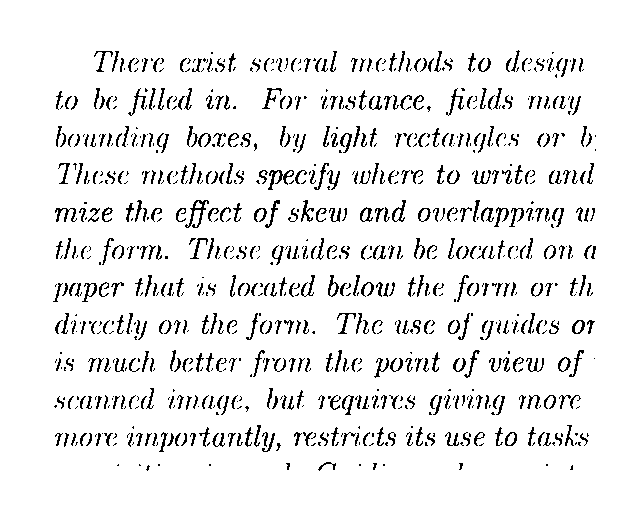 There exist several methods to design
to be filled in. For instance, fields may
bounding boxes, by light rectangles or
These methods specify where to write and
mize the effect of skew and overlapping
the form. These guides can be located on a
paper that is located below the form or
directly on the form. The use of guides
is much better from the point of view of
scanned image, but requires giving more
more importantly, restricts its use to tasks